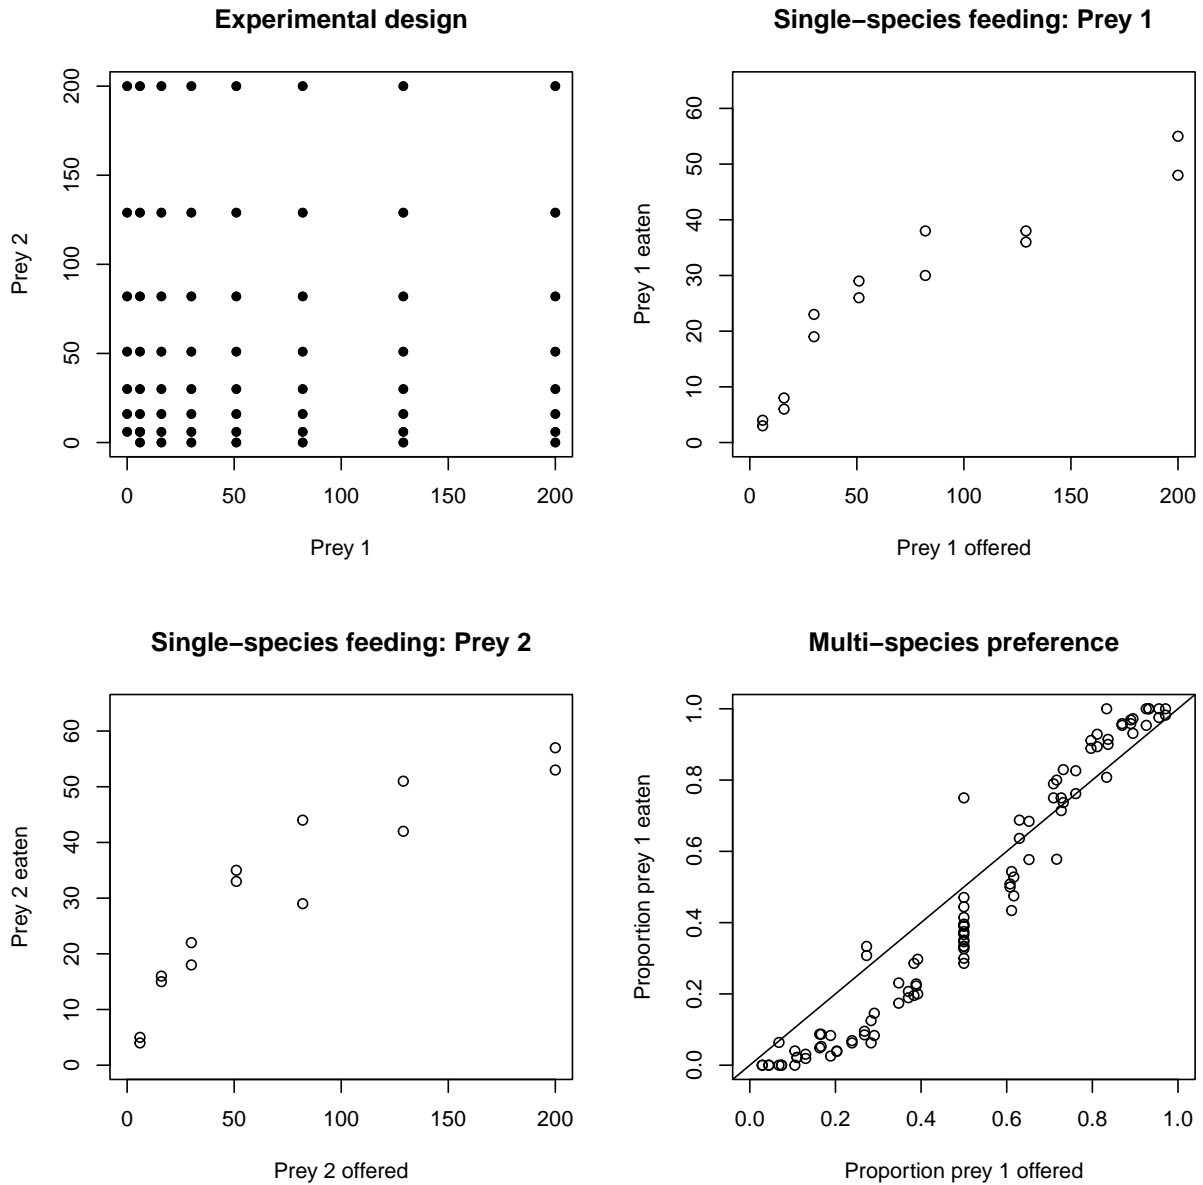 Experimental design
Prey 2
0 50 100 150 200
0 50 100 150 200
Prey 1
Single−species feeding: Prey 1
Prey 1 eaten
0 10 20 30 40 50 60
0 50 100 150 200
Prey 1 offered
Single−species feeding: Prey 2
Prey 2 eaten
0 10 20 30 40 50 60
0 50 100 150 200
Prey 2 offered
Multi−species preference
Proportion prey 1 eaten
0.0 0.2 0.4 0.6 0.8 1.0
0.0 0.2 0.4 0.6 0.8 1.0
Proportion prey 1 offered